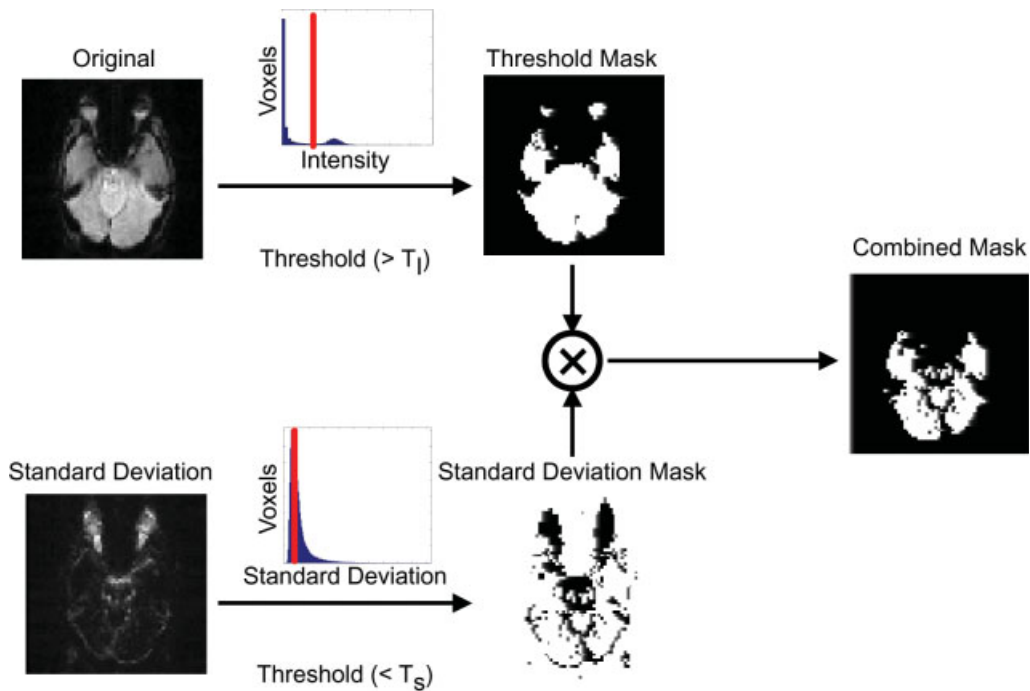 Original
Voxels
Intensity
Threshold (> T_I)
Threshold Mask
Combined Mask
Standard Deviation
Voxels
Standard Deviation
Threshold (< T_S)
Standard Deviation Mask